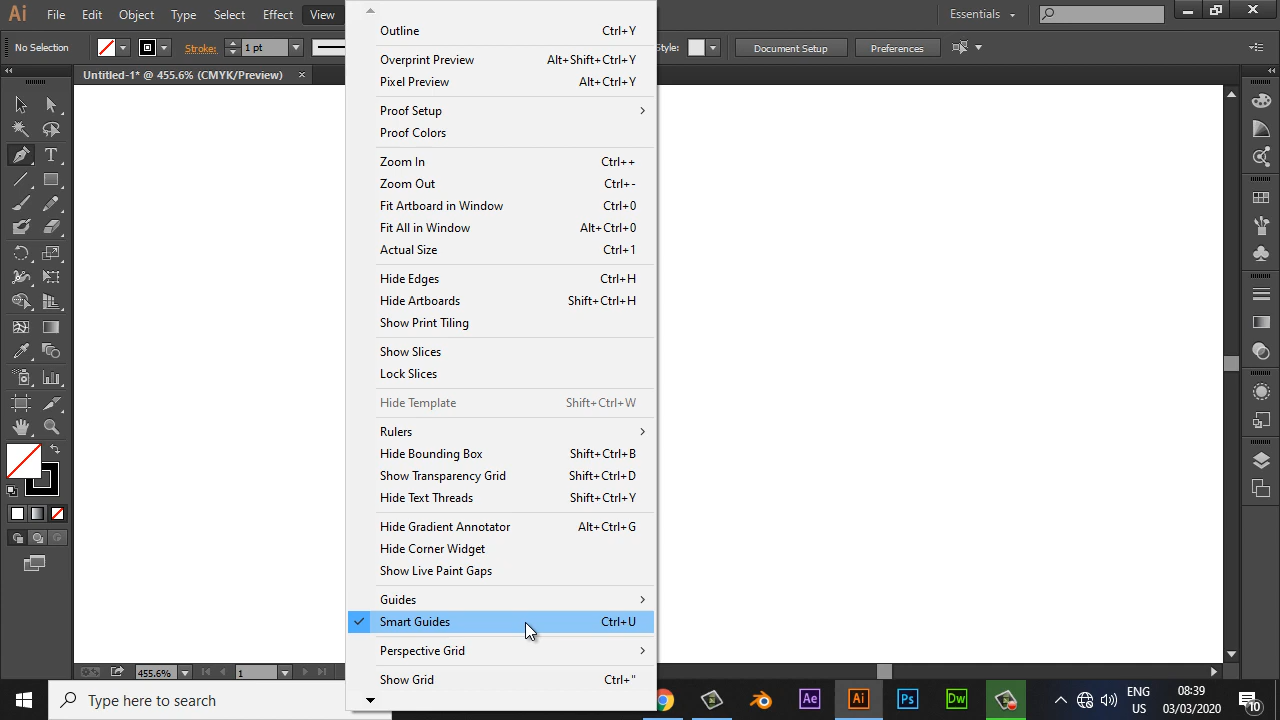 Ai File Edit Object Type Select Effect View Essentials
No Selection Stroke: 1 pt Style: Document Setup Preferences
Untitled-1* @ 455.6% (CMYK/Preview)
Outline Ctrl+Y
Overprint Preview Alt+Shift+Ctrl+Y
Pixel Preview Alt+Ctrl+Y
Proof Setup
Proof Colors
Zoom In Ctrl++
Zoom Out Ctrl+-
Fit Artboard in Window Ctrl+0
Fit All in Window Alt+Ctrl+0
Actual Size Ctrl+1
Hide Edges Ctrl+H
Hide Artboards Shift+Ctrl+H
Show Print Tiling
Show Slices
Lock Slices
Hide Template Shift+Ctrl+W
Rulers
Hide Bounding Box Shift+Ctrl+B
Show Transparency Grid Shift+Ctrl+D
Hide Text Threads Shift+Ctrl+Y
Hide Gradient Annotator Alt+Ctrl+G
Hide Corner Widget
Show Live Paint Gaps
Guides
Smart Guides Ctrl+U
Perspective Grid
Show Grid Ctrl+"
455.6% 1
Type here to search
Ae Ai Ps Dw
ENG
US
08:39
03/03/2020
10